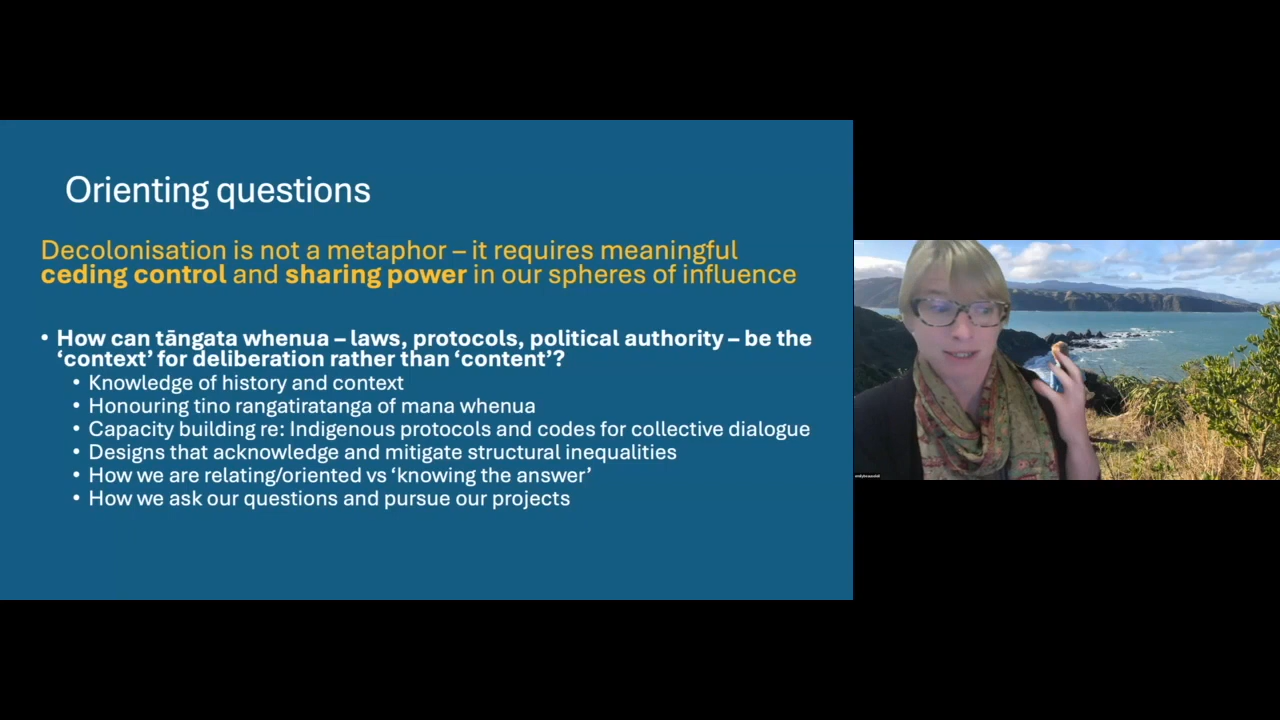 Orienting questions
Decolonisation is not a metaphor – it requires meaningful
ceding control and sharing power in our spheres of influence
• How can tāngata whenua – laws, protocols, political authority – be the
‘context’ for deliberation rather than ‘content’?
• Knowledge of history and context
• Honouring tino rangatiratanga of mana whenua
• Capacity building re: Indigenous protocols and codes for collective dialogue
• Designs that acknowledge and mitigate structural inequalities
• How we are relating/oriented vs ‘knowing the answer’
• How we ask our questions and pursue our projects